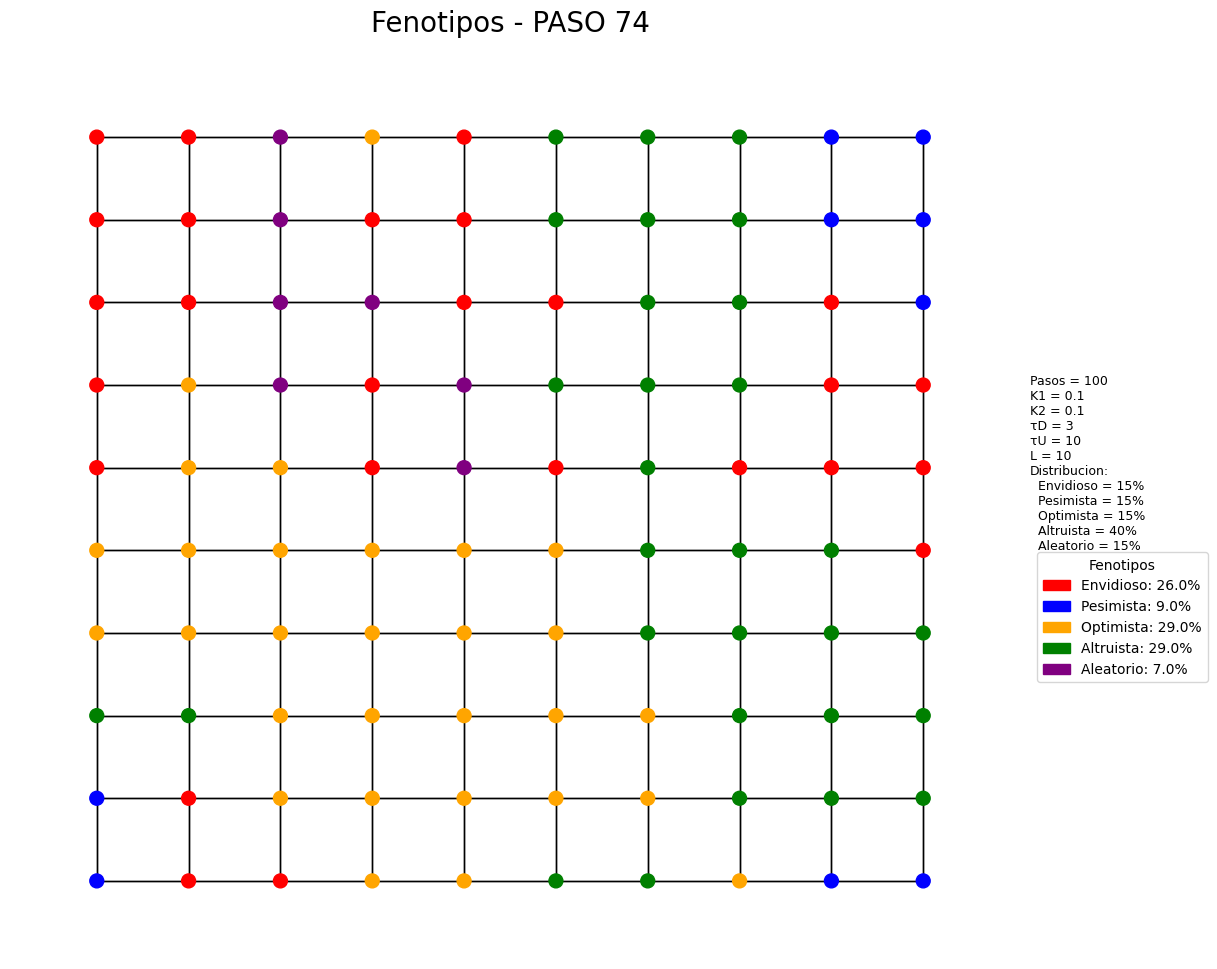 Fenotipos - PASO 74
Pasos = 100
K1 = 0.1
K2 = 0.1
τD = 3
τU = 10
L = 10
Distribucion:
Envidioso = 15%
Pesimista = 15%
Optimista = 15%
Altruista = 40%
Aleatorio = 15%
Fenotipos
Envidioso: 26.0%
Pesimista: 9.0%
Optimista: 29.0%
Altruista: 29.0%
Aleatorio: 7.0%